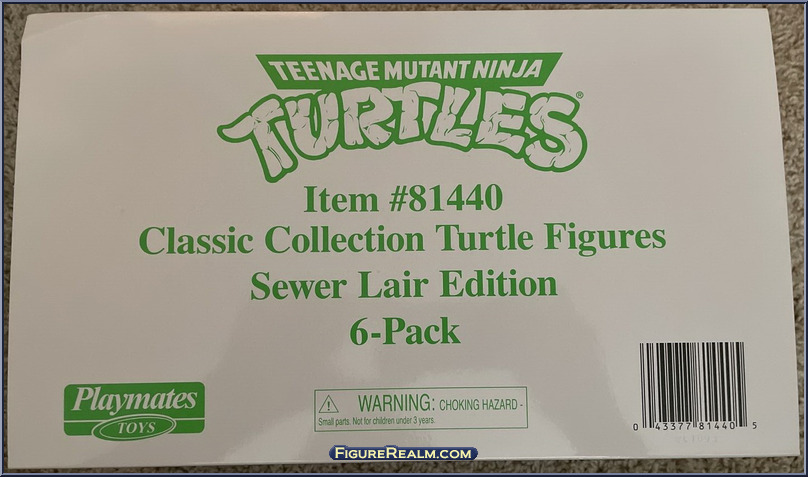 TEENAGE MUTANT NINJA
TURTLES®
Item #81440
Classic Collection Turtle Figures
Sewer Lair Edition
6-Pack
Playmates
TOYS
WARNING: CHOKING HAZARD -
Small parts. Not for children under 3 years.
0 43377 81440 5
FIGUREREALM.COM